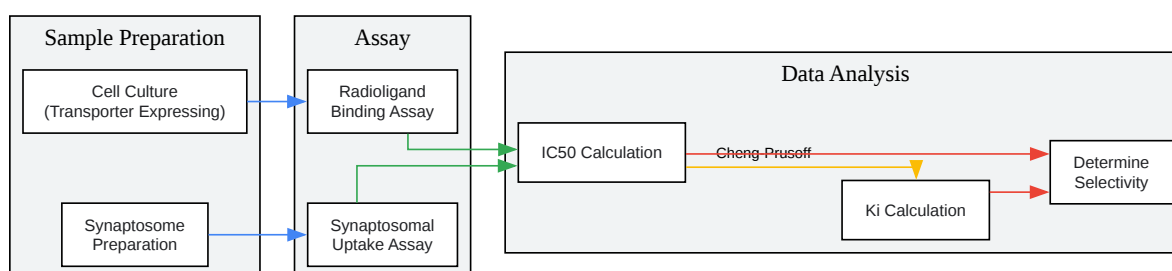 Sample Preparation
Cell Culture
(Transporter Expressing)
Synaptosome
Preparation
Assay
Radioligand
Binding Assay
Synaptosomal
Uptake Assay
Data Analysis
IC50 Calculation
Cheng-Prusoff
Ki Calculation
Determine
Selectivity